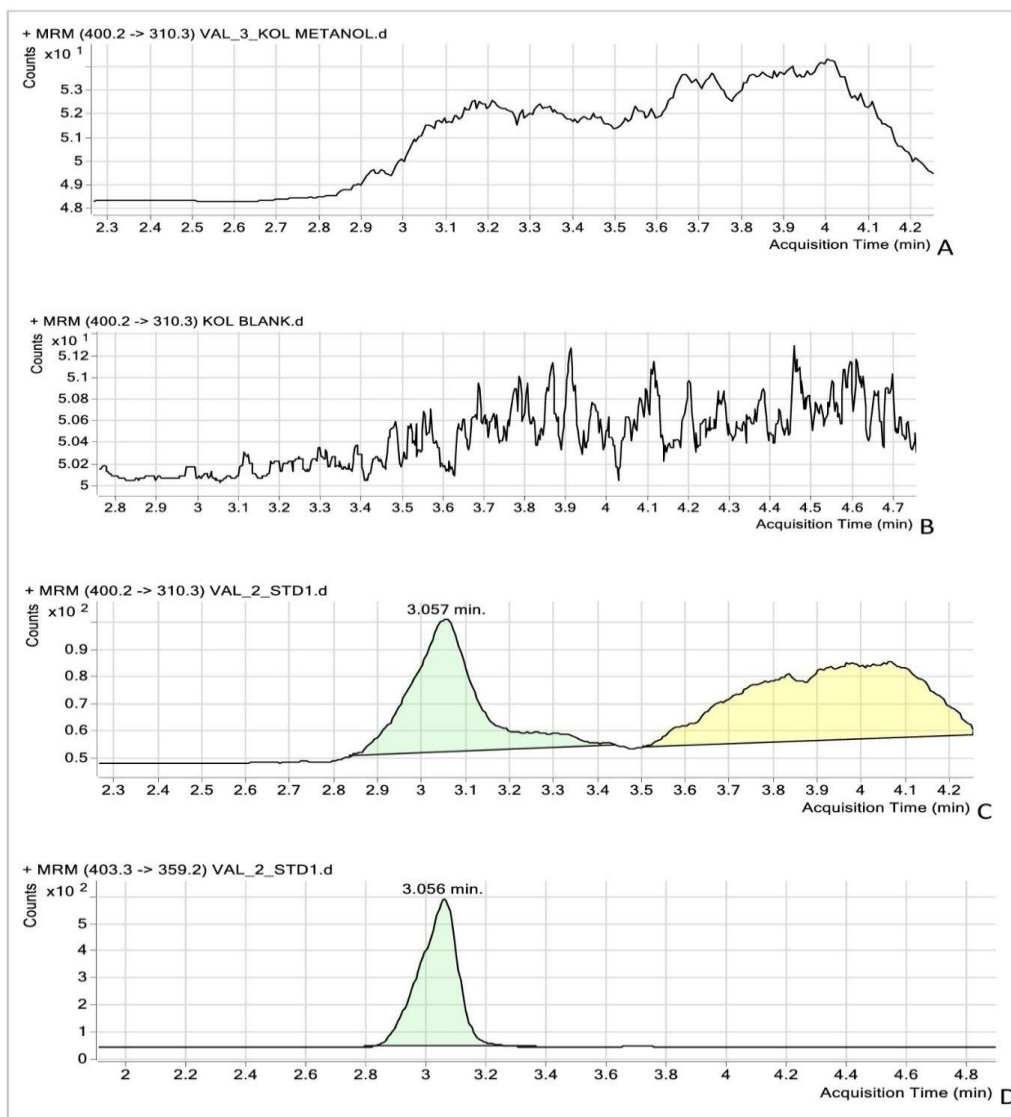 + MRM (400.2 -> 310.3) VAL_3_KOL METANOL.d
Counts
x10 1
5.3
5.2
5.1
5
4.9
4.8
2.3 2.4 2.5 2.6 2.7 2.8 2.9 3 3.1 3.2 3.3 3.4 3.5 3.6 3.7 3.8 3.9 4 4.1 4.2
Acquisition Time (min) A
+ MRM (400.2 -> 310.3) KOL BLANK.d
Counts
x10 1
5.12
5.1
5.08
5.06
5.04
5.02
5
2.8 2.9 3 3.1 3.2 3.3 3.4 3.5 3.6 3.7 3.8 3.9 4 4.1 4.2 4.3 4.4 4.5 4.6 4.7
Acquisition Time (min) B
+ MRM (400.2 -> 310.3) VAL_2_STD1.d
Counts
x10 2
3.057 min.
0.9
0.8
0.7
0.6
0.5
2.3 2.4 2.5 2.6 2.7 2.8 2.9 3 3.1 3.2 3.3 3.4 3.5 3.6 3.7 3.8 3.9 4 4.1 4.2
Acquisition Time (min) C
+ MRM (403.3 -> 359.2) VAL_2_STD1.d
Counts
x10 2
3.056 min.
5
4
3
2
1
0
2 2.2 2.4 2.6 2.8 3 3.2 3.4 3.6 3.8 4 4.2 4.4 4.6 4.8
Acquisition Time (min) D